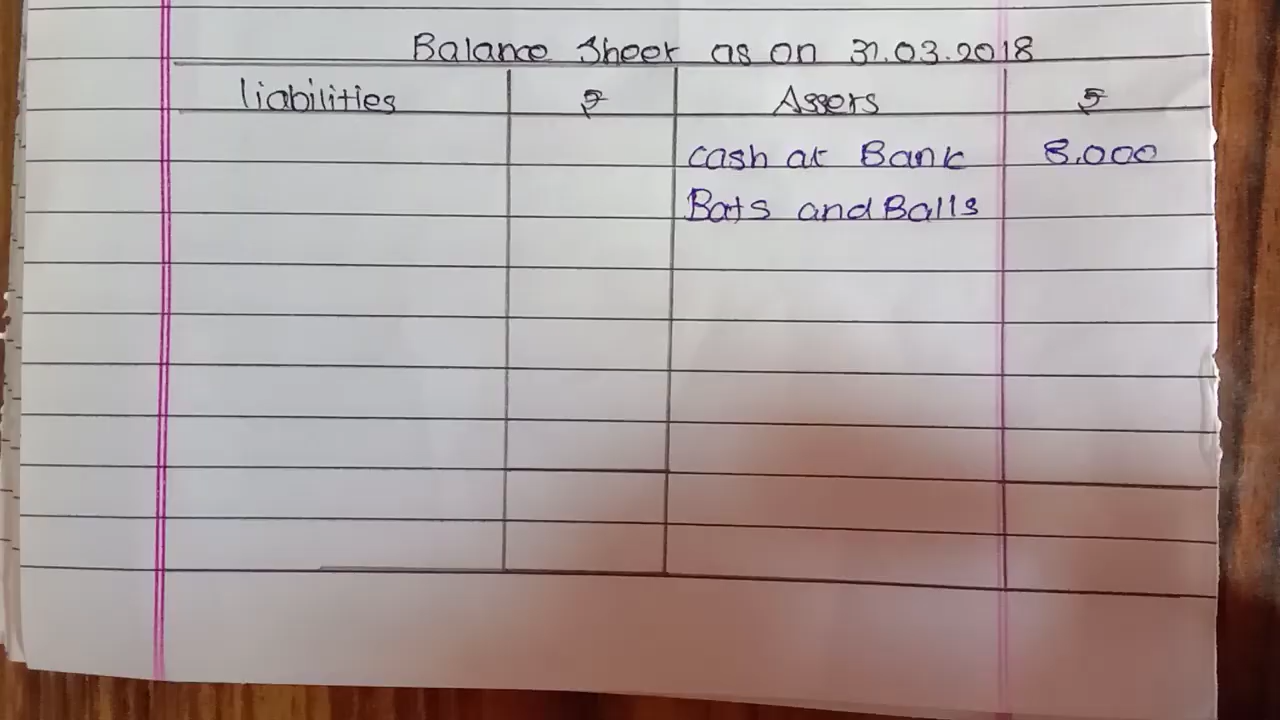 Balance Sheet as on 31.03.2018
liabilities ₹ Assets ₹
cash at Bank 8,000
Bats and Balls